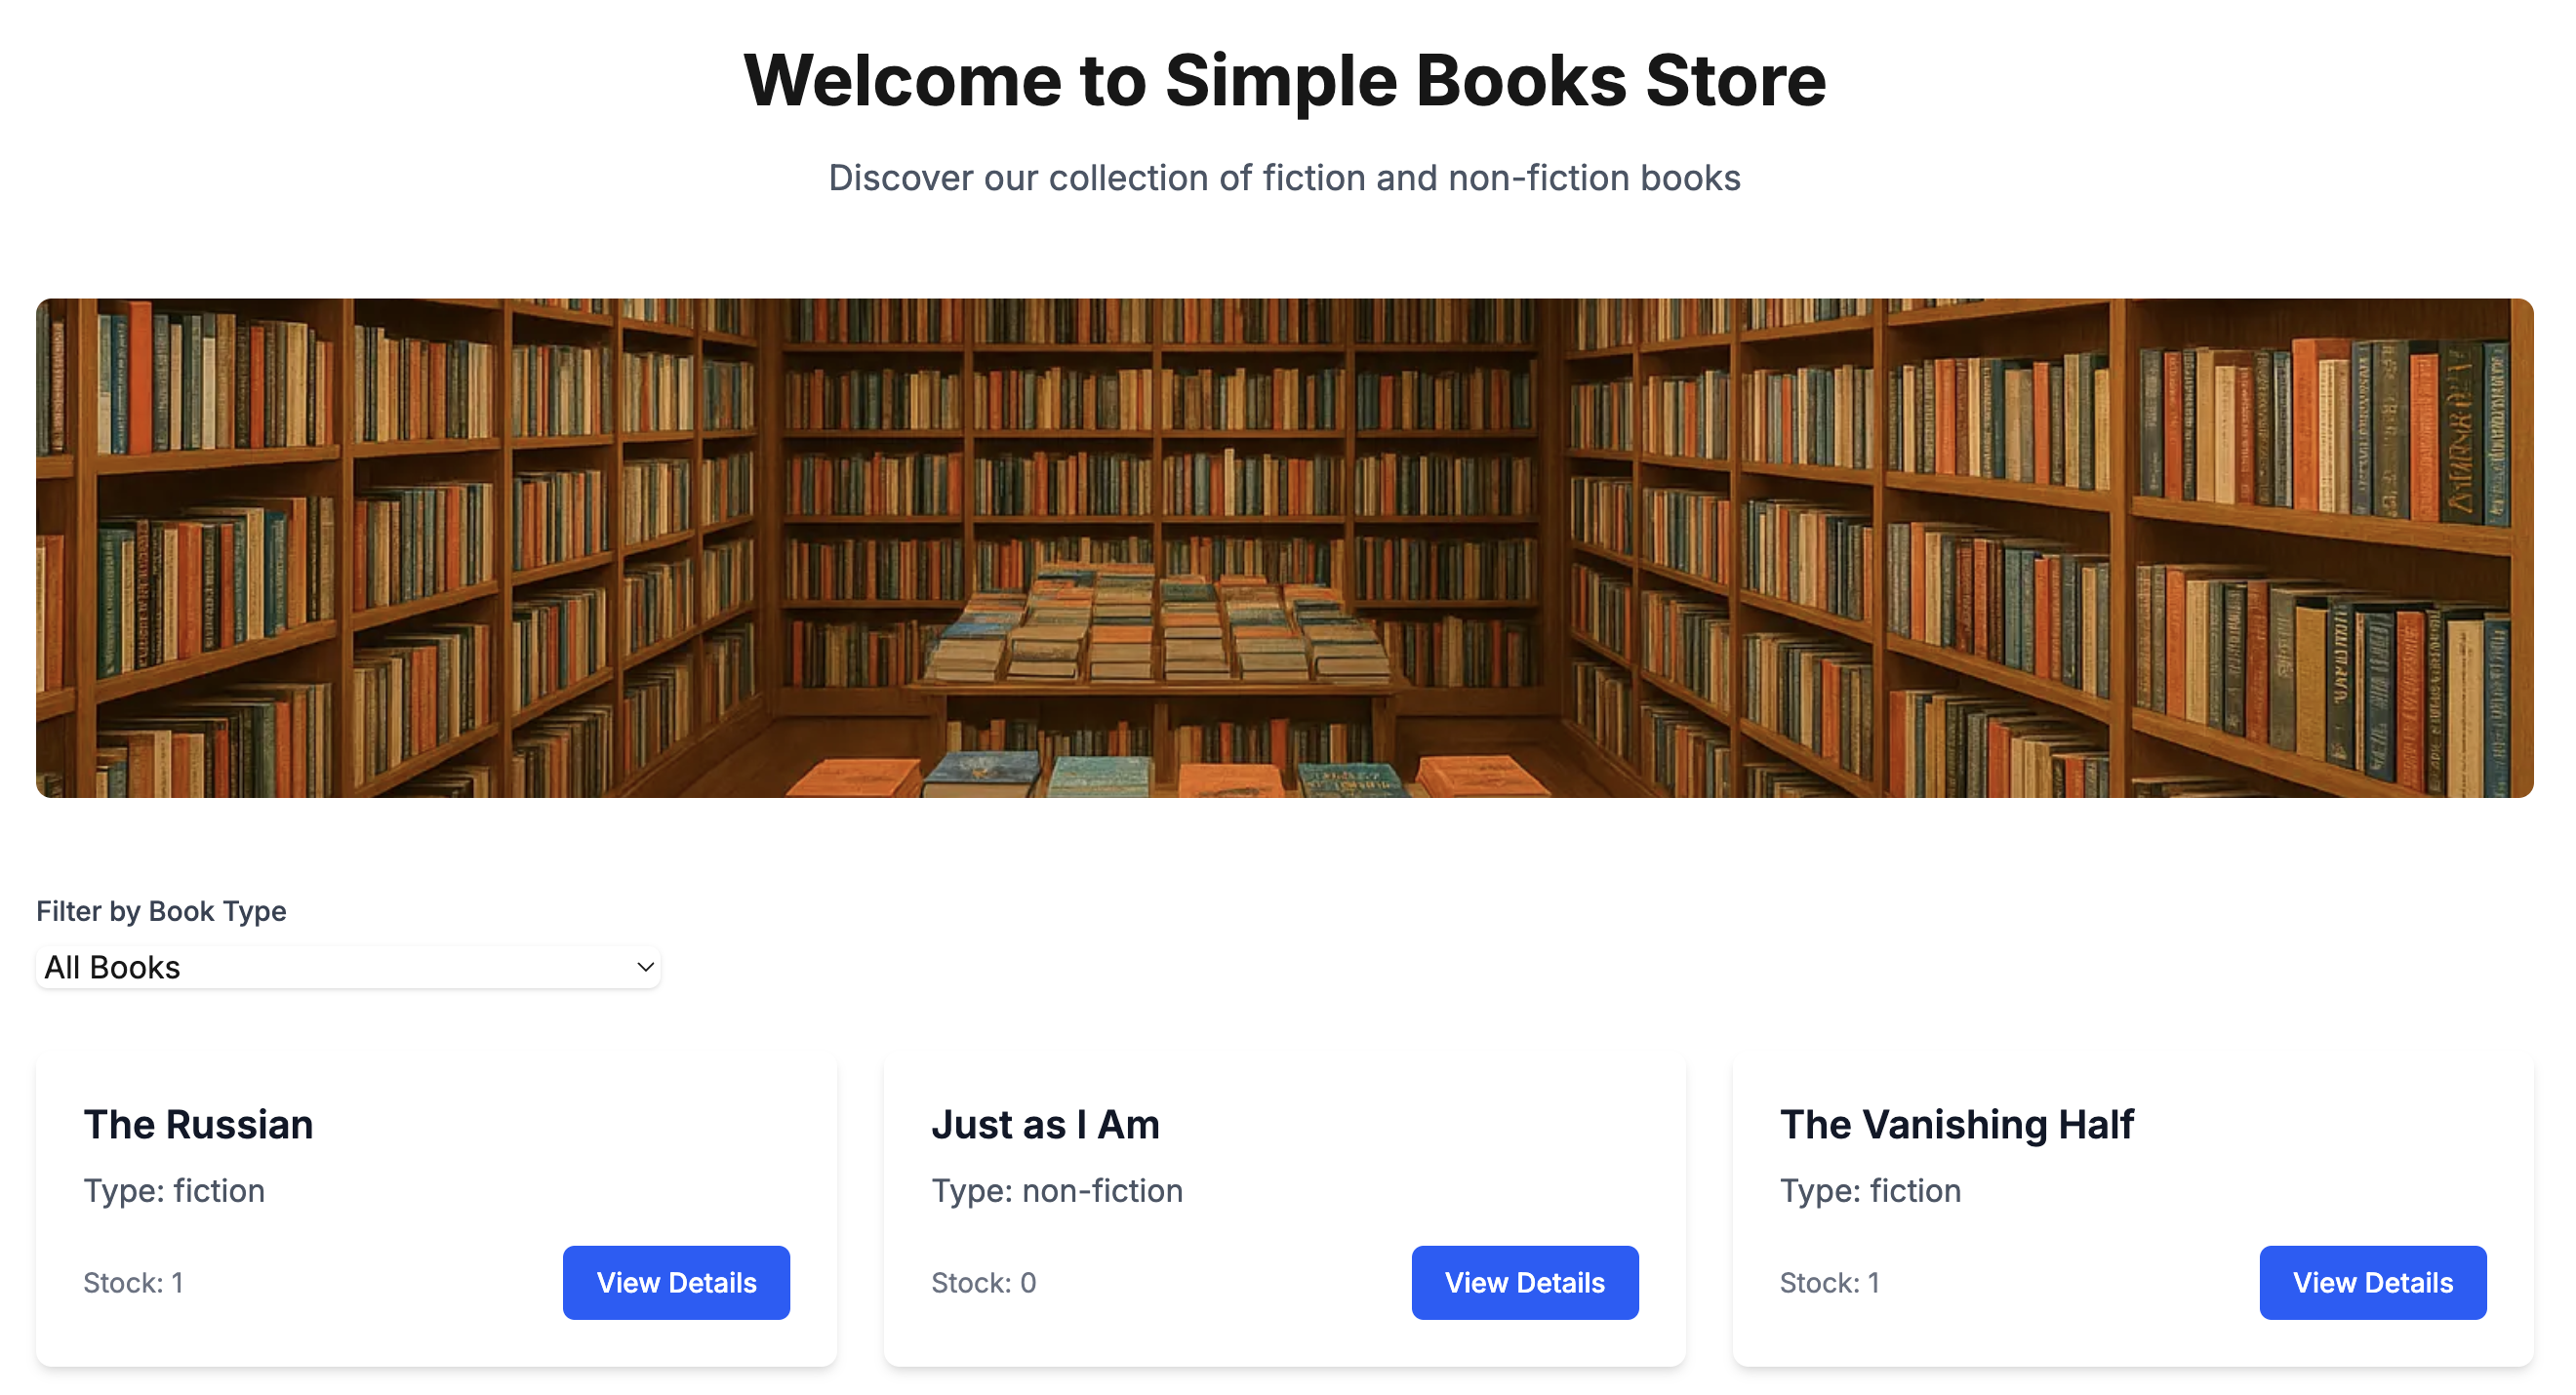 Welcome to Simple Books Store
Discover our collection of fiction and non-fiction books
Filter by Book Type
All Books
The Russian
Type: fiction
Stock: 1
View Details
Just as I Am
Type: non-fiction
Stock: 0
View Details
The Vanishing Half
Type: fiction
Stock: 1
View Details